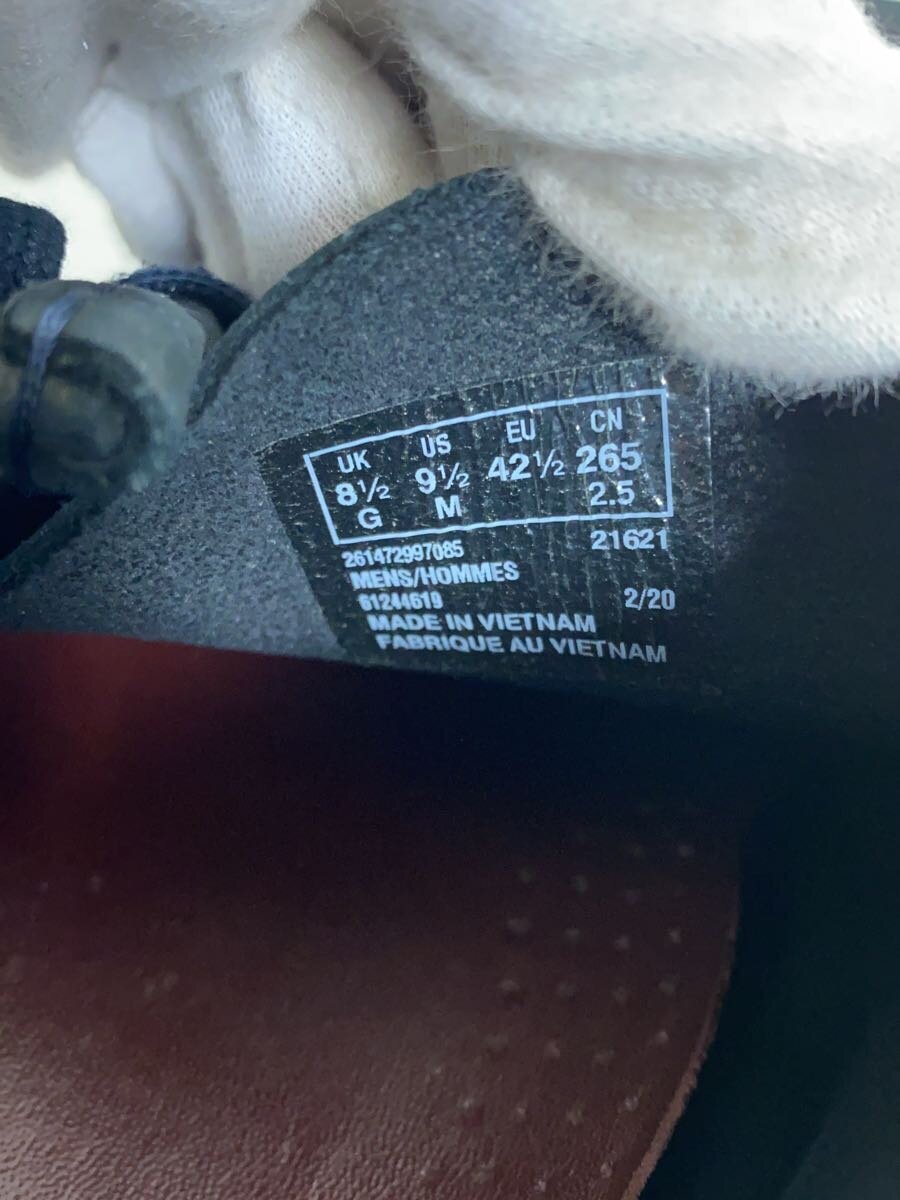 UK US EU CN
8½ 9½ 42½ 265
G M 2.5
261472997085 21621
MENS/HOMMES
61244619 2/20
MADE IN VIETNAM
FABRIQUE AU VIETNAM